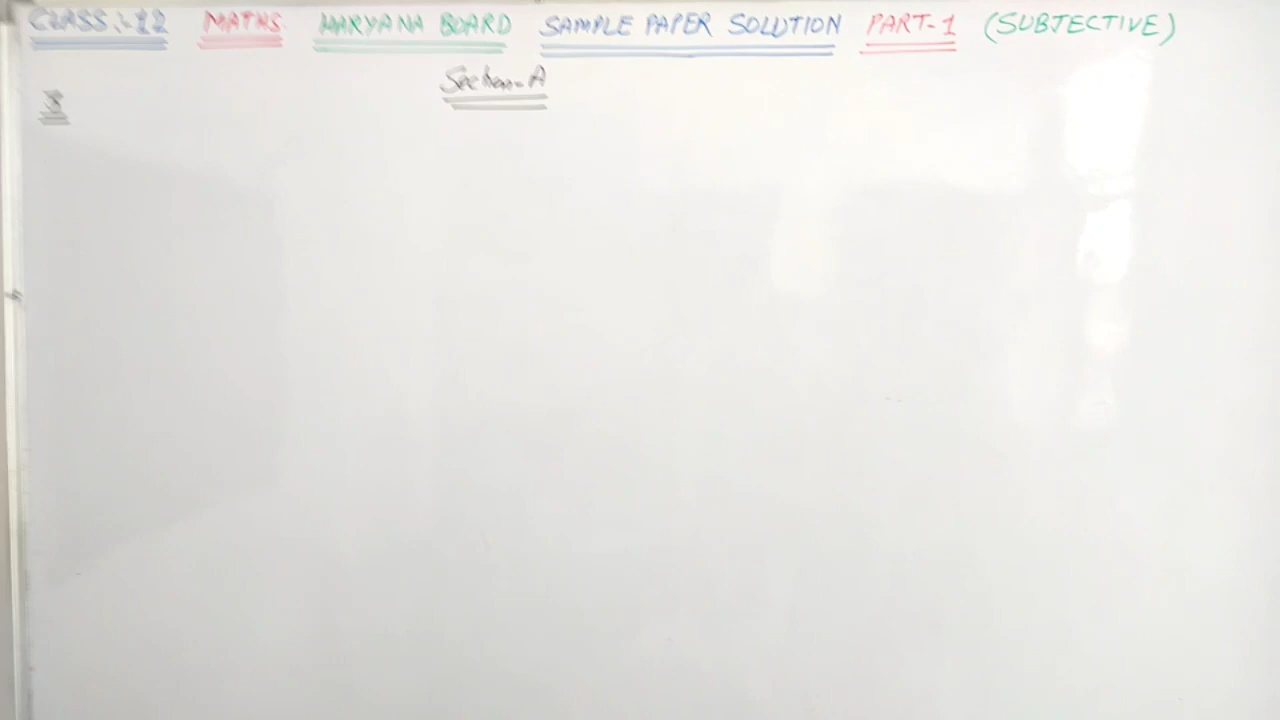 CLASS:-12 MATHS HARYANA BOARD SAMPLE PAPER SOLUTION PART-1 (SUBJECTIVE)
Section-A